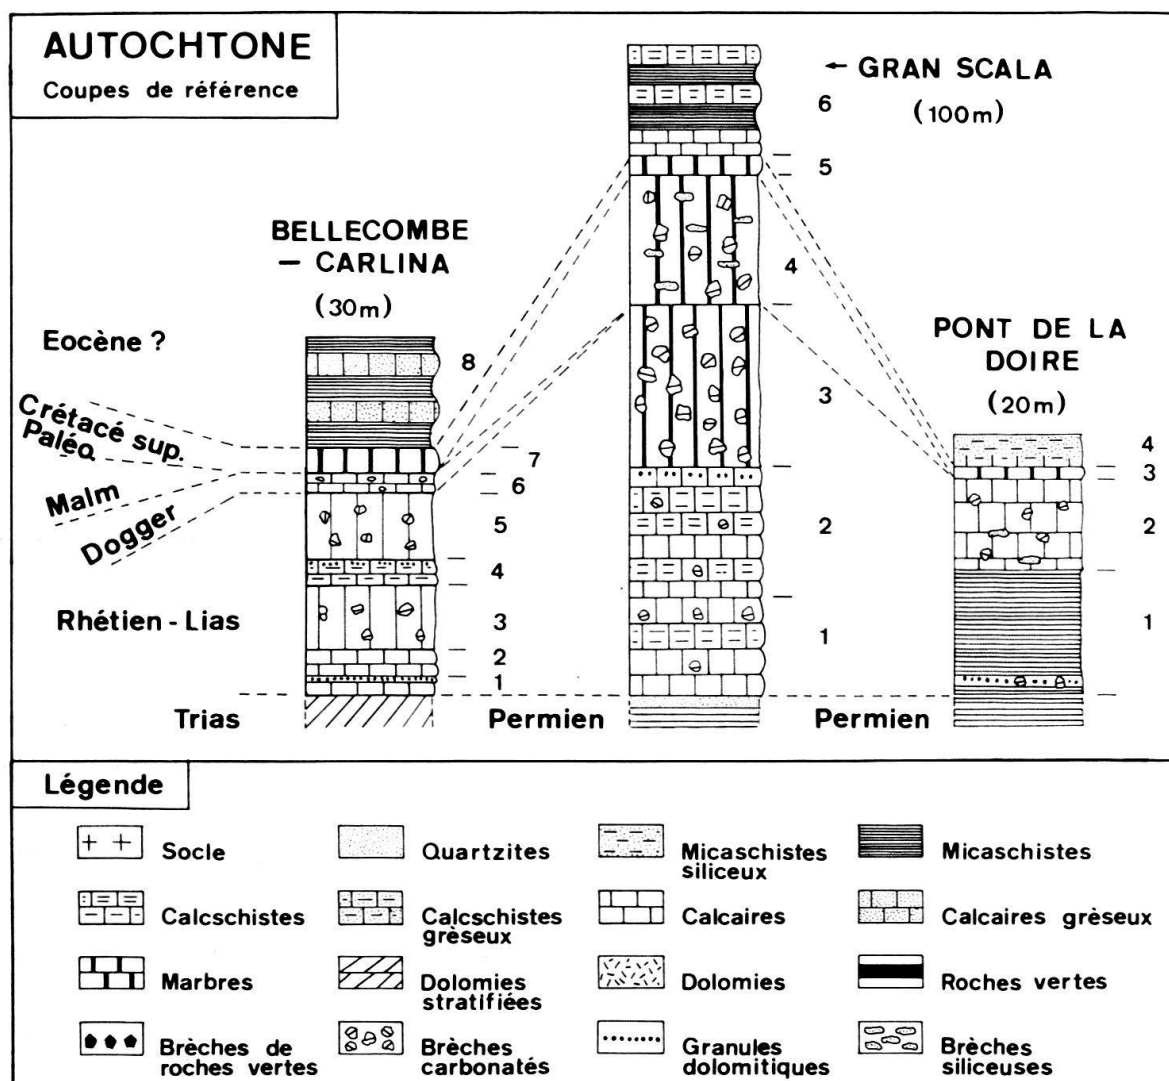 AUTOCHTONE
Coupes de référence
← GRAN SCALA
(100m)
6
5
4
3
2
1
BELLECOMBE
– CARLINA
(30m)
8
7
6
5
4
3
2
1
PONT DE LA
DOIRE
(20m)
4
3
2
1
Eocène ?
Crétacé sup.
Paléo.
Malm
Dogger
Rhétien - Lias
Trias
Permien
Permien
Légende
Socle
Quartzites
Micaschistes
siliceux
Micaschistes
Calcschistes
Calcschistes
grèseux
Calcaires
Calcaires grèseux
Marbres
Dolomies
stratifiées
Dolomies
Roches vertes
Brèches de
roches vertes
Brèches
carbonatés
Granules
dolomitiques
Brèches
siliceuses